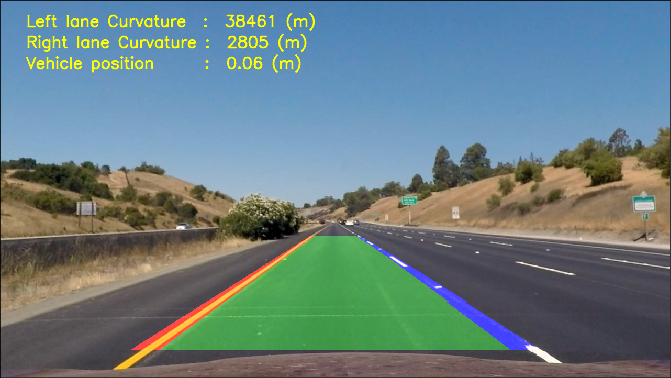 Left lane Curvature : 38461 (m)
Right lane Curvature : 2805 (m)
Vehicle position : 0.06 (m)